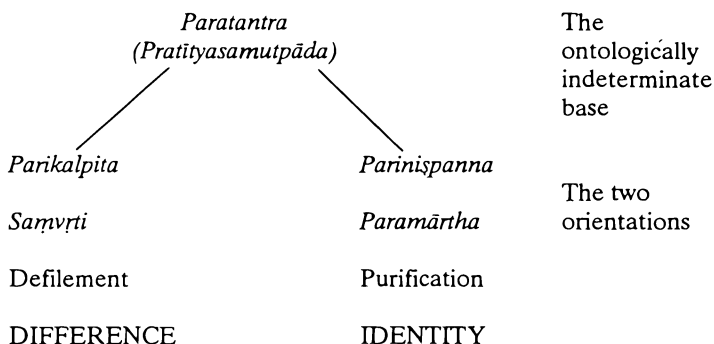 Paratantra
(Pratītyasamutpāda)
The
ontologically
indeterminate
base
Parikalpita
Pariniṣpanna
Saṃvṛti
Paramārtha
The two
orientations
Defilement
Purification
DIFFERENCE
IDENTITY